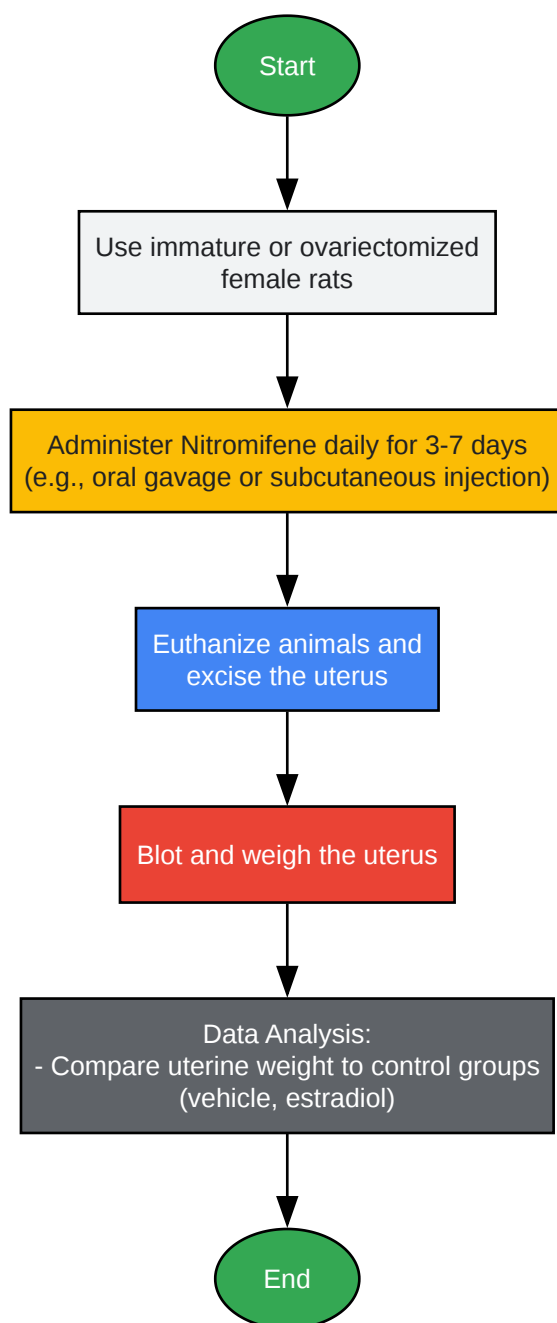 Start
Use immature or ovariectomized
female rats
Administer Nitromifene daily for 3-7 days
(e.g., oral gavage or subcutaneous injection)
Euthanize animals and
excise the uterus
Blot and weigh the uterus
Data Analysis:
- Compare uterine weight to control groups
(vehicle, estradiol)
End